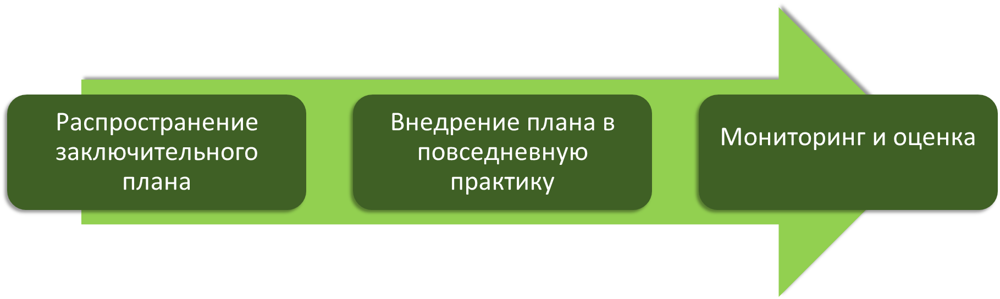 Распространение
заключительного
плана
Внедрение плана в
повседневную
практику
Мониторинг и оценка